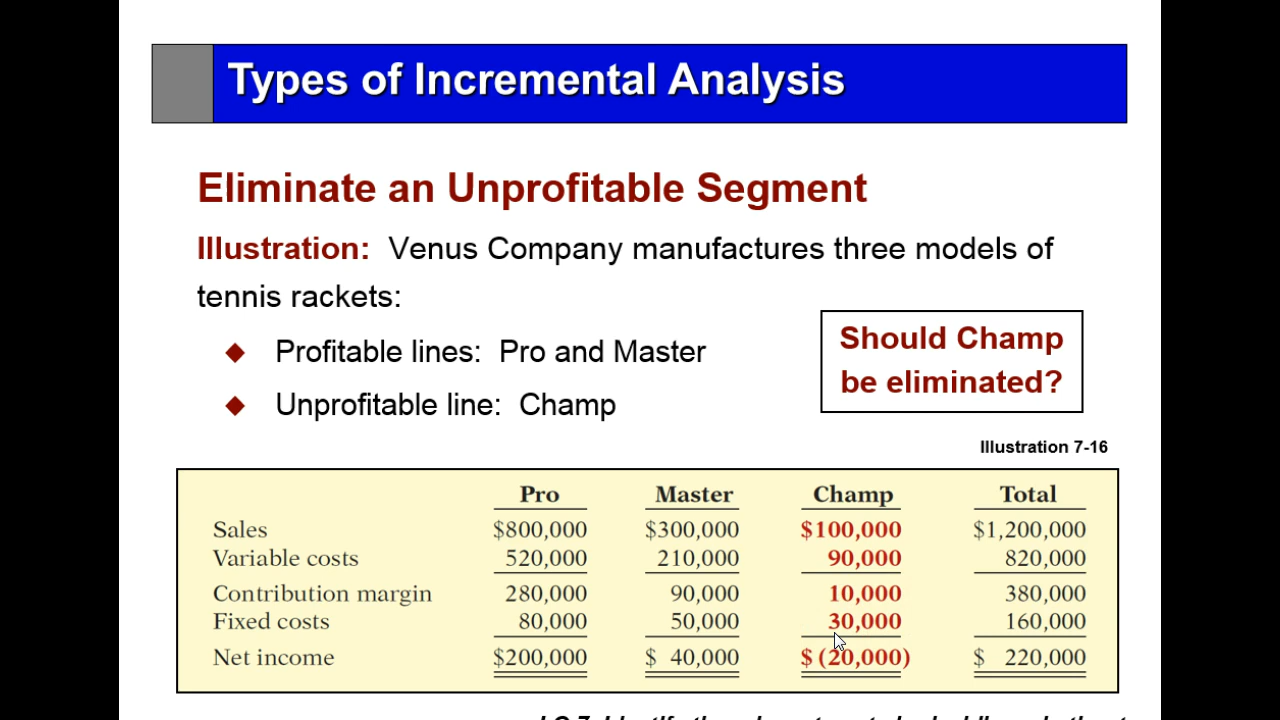 Types of Incremental Analysis
Eliminate an Unprofitable Segment
Illustration: Venus Company manufactures three models of
tennis rackets:
Profitable lines: Pro and Master
Unprofitable line: Champ
Should Champ
be eliminated?
Illustration 7-16
Pro Master Champ Total
Sales $800,000 $300,000 $100,000 $1,200,000
Variable costs 520,000 210,000 90,000 820,000
Contribution margin 280,000 90,000 10,000 380,000
Fixed costs 80,000 50,000 30,000 160,000
Net income $200,000 $ 40,000 $ (20,000) $ 220,000